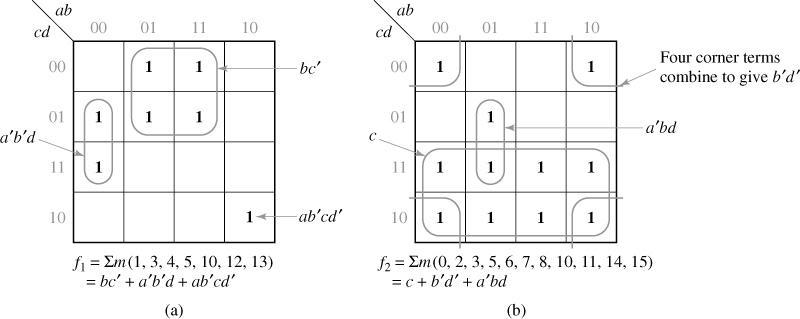 ab
cd
00 01 11 10
00 1 1
bc′
01 1 1 1
a′b′d
11 1
10 1
ab′cd′
f₁ = Σm(1, 3, 4, 5, 10, 12, 13)
= bc′ + a′b′d + ab′cd′
(a)
ab
cd
00 01 11 10
00 1 1
Four corner terms
combine to give b′d′
01 1
a′bd
c
11 1 1 1 1
10 1 1 1 1
f₂ = Σm(0, 2, 3, 5, 6, 7, 8, 10, 11, 14, 15)
= c + b′d′ + a′bd
(b)